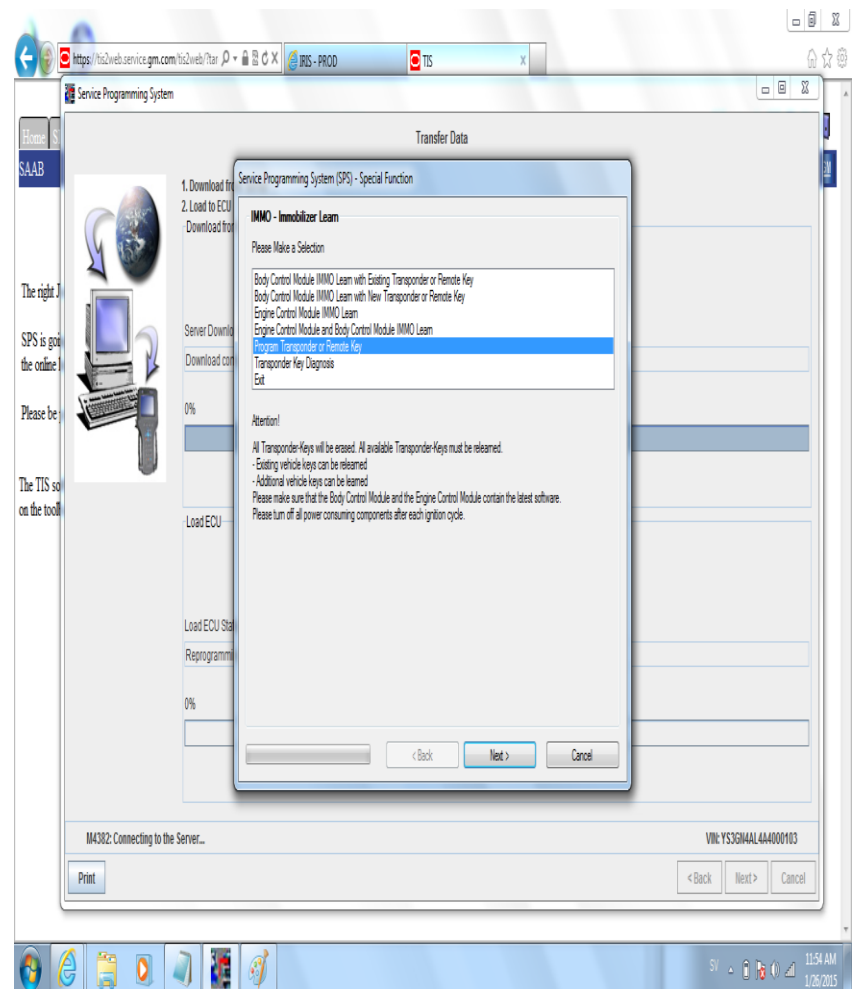 https://tis2web.service.gm.com/tis2web/?tar
IRIS - PROD
TIS
Service Programming System
Home
Transfer Data
SAAB
GM
Service Programming System (SPS) - Special Function
1. Download fr
2. Load to ECU
Download fro
IMMO - Immobilizer Learn
Please Make a Selection
Body Control Module IMMO Learn with Existing Transponder or Remote Key
Body Control Module IMMO Learn with New Transponder or Remote Key
Engine Control Module IMMO Learn
Engine Control Module and Body Control Module IMMO Learn
Program Transponder or Remote Key
Transponder Key Diagnosis
Exit
The right J
SPS is goi
the online
Server Downlo
Download con
Please be
0%
Attention!
All Transponder-Keys will be erased. All available Transponder-Keys must be relearned.
- Existing vehicle keys can be relearned
- Additional vehicle keys can be learned
Please make sure that the Body Control Module and the Engine Control Module contain the latest software.
Please turn off all power consuming components after each ignition cycle.
The TIS so
on the tool
Load ECU
Load ECU Sta
Reprogrammi
0%
< Back
Next >
Cancel
M4382: Connecting to the Server...
VIN: YS3GN4AL4A4000103
Print
< Back
Next >
Cancel
SV
11:54 AM
1/26/2015